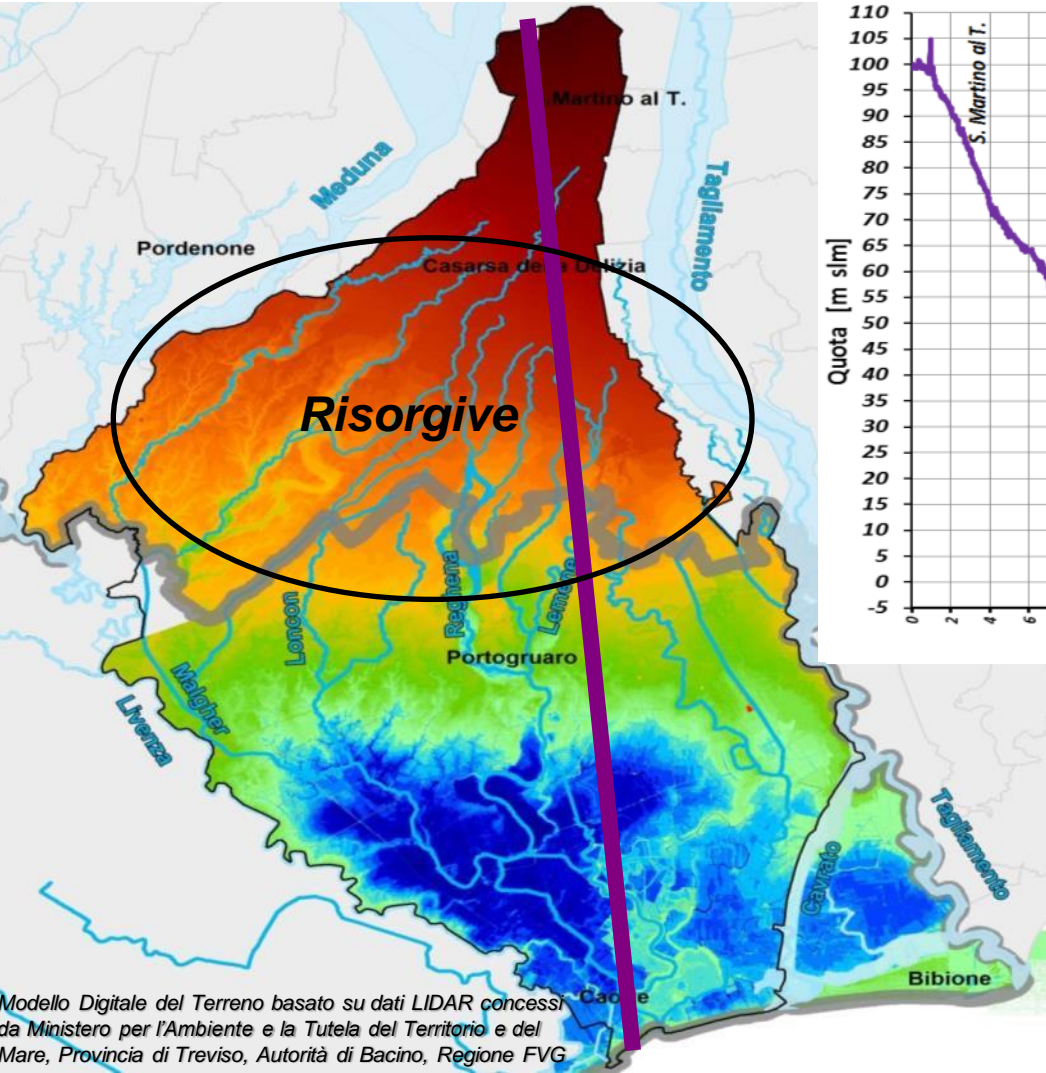 Martino al T.
Meduna
Tagliamento
Pordenone
Casarsa della Delizia
Risorgive
Loncon
Reghena
Lemene
Portogruaro
Malgher
Livenza
Cavrato
Tagliamento
Bibione
Caorle
Modello Digitale del Terreno basato su dati LIDAR concessi
da Ministero per l'Ambiente e la Tutela del Territorio e del
Mare, Provincia di Treviso, Autorità di Bacino, Regione FVG
Quota [m slm]
110
105
100
95
90
85
80
75
70
65
60
55
50
45
40
35
30
25
20
15
10
5
0
-5
S. Martino al T.
0
2
4
6